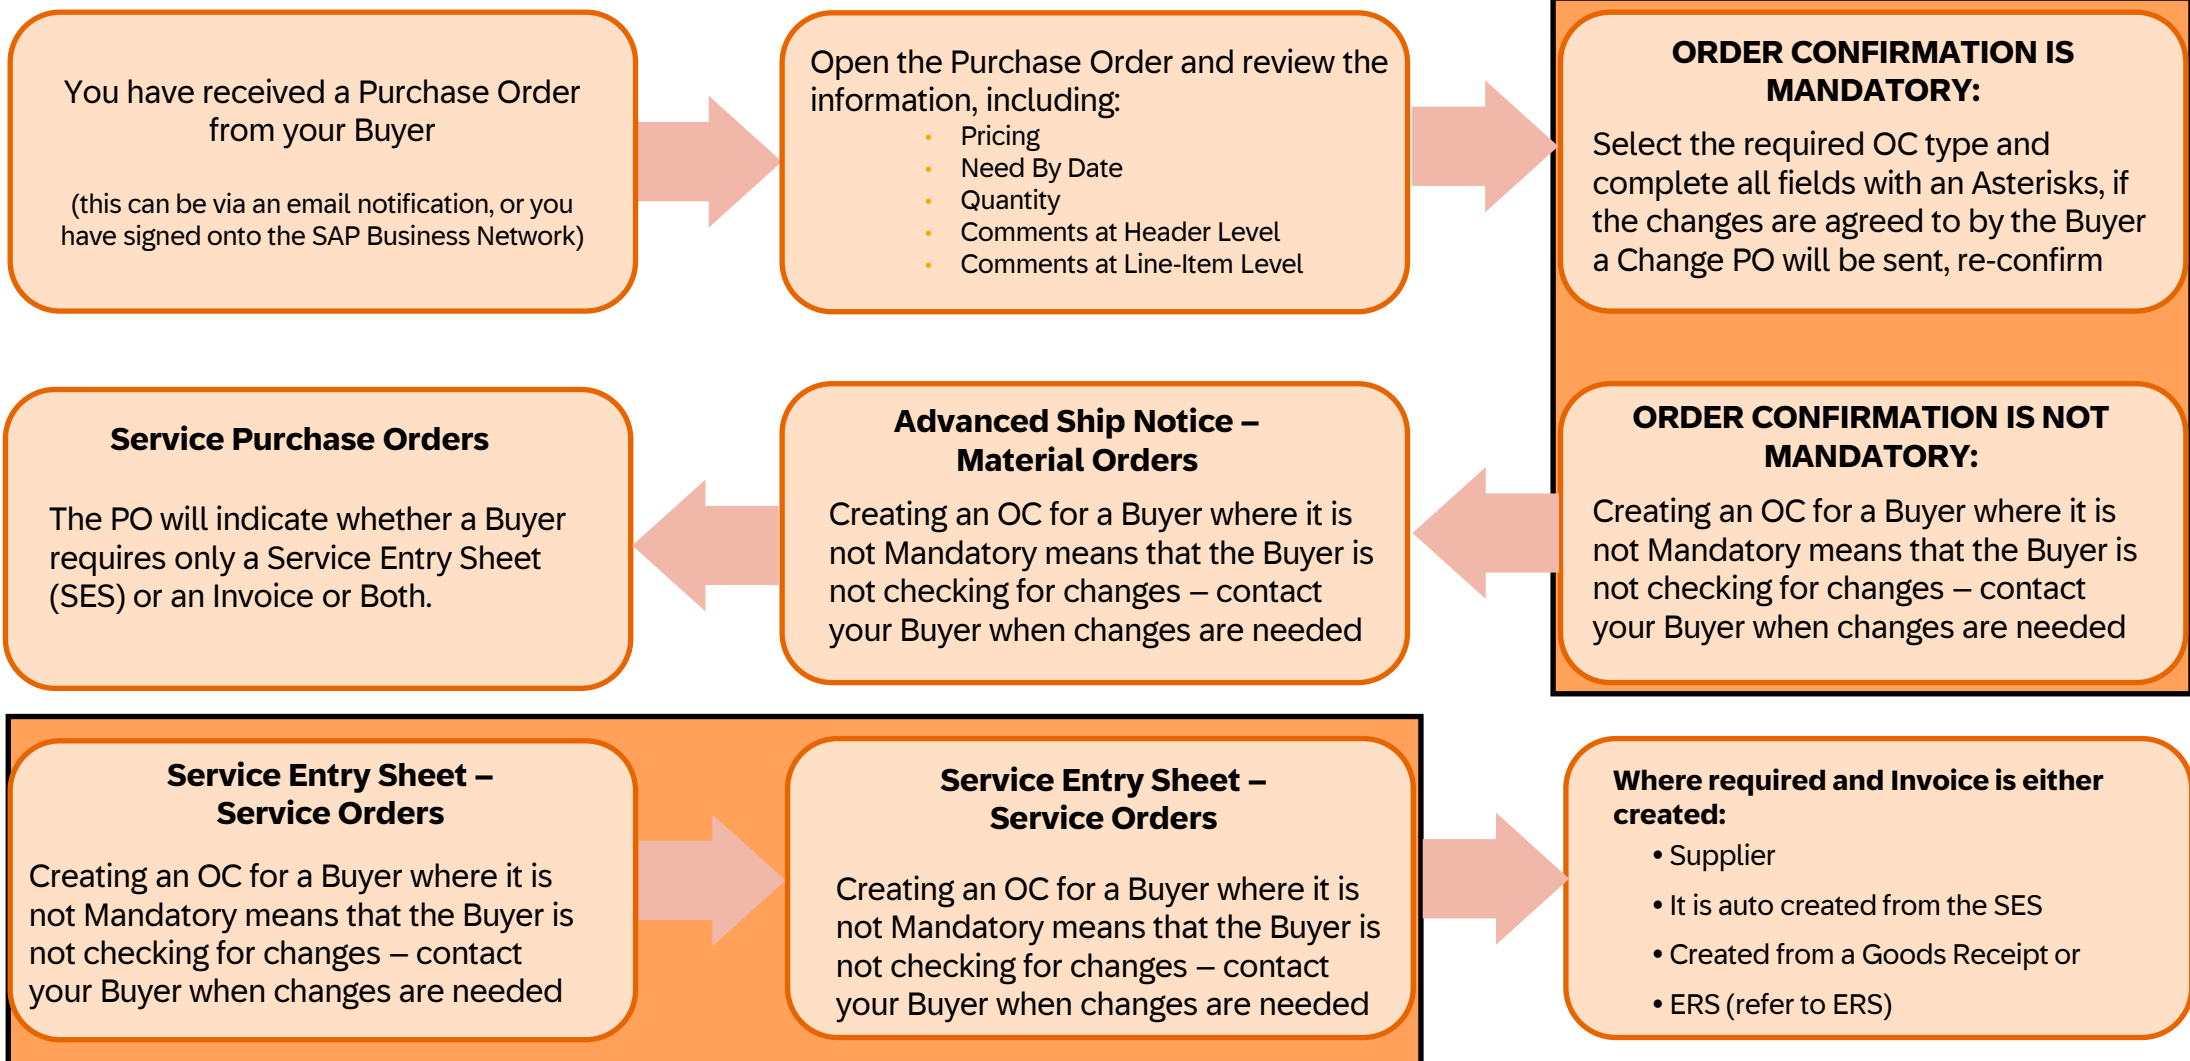 You have received a Purchase Order
from your Buyer
(this can be via an email notification, or you
have signed onto the SAP Business Network)
Open the Purchase Order and review the
information, including:
• Pricing
• Need By Date
• Quantity
• Comments at Header Level
• Comments at Line-Item Level
ORDER CONFIRMATION IS
MANDATORY:
Select the required OC type and
complete all fields with an Asterisks, if
the changes are agreed to by the Buyer
a Change PO will be sent, re-confirm
ORDER CONFIRMATION IS NOT
MANDATORY:
Creating an OC for a Buyer where it is
not Mandatory means that the Buyer is
not checking for changes – contact
your Buyer when changes are needed
Advanced Ship Notice –
Material Orders
Creating an OC for a Buyer where it is
not Mandatory means that the Buyer is
not checking for changes – contact
your Buyer when changes are needed
Service Purchase Orders
The PO will indicate whether a Buyer
requires only a Service Entry Sheet
(SES) or an Invoice or Both.
Service Entry Sheet –
Service Orders
Creating an OC for a Buyer where it is
not Mandatory means that the Buyer is
not checking for changes – contact
your Buyer when changes are needed
Service Entry Sheet –
Service Orders
Creating an OC for a Buyer where it is
not Mandatory means that the Buyer is
not checking for changes – contact
your Buyer when changes are needed
Where required and Invoice is either
created:
• Supplier
• It is auto created from the SES
• Created from a Goods Receipt or
• ERS (refer to ERS)